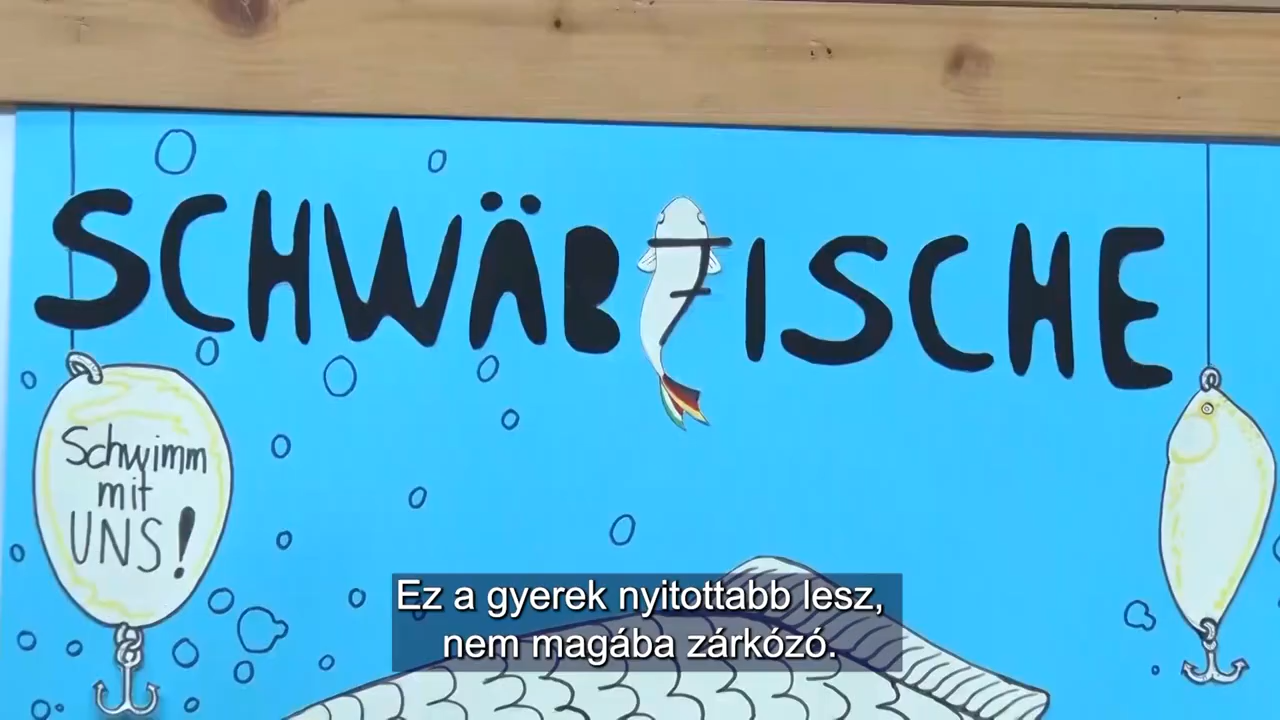 SCHWÄBFISCHE
Schwimm
mit
UNS!
Ez a gyerek nyitottabb lesz,
nem magába zárkózó.